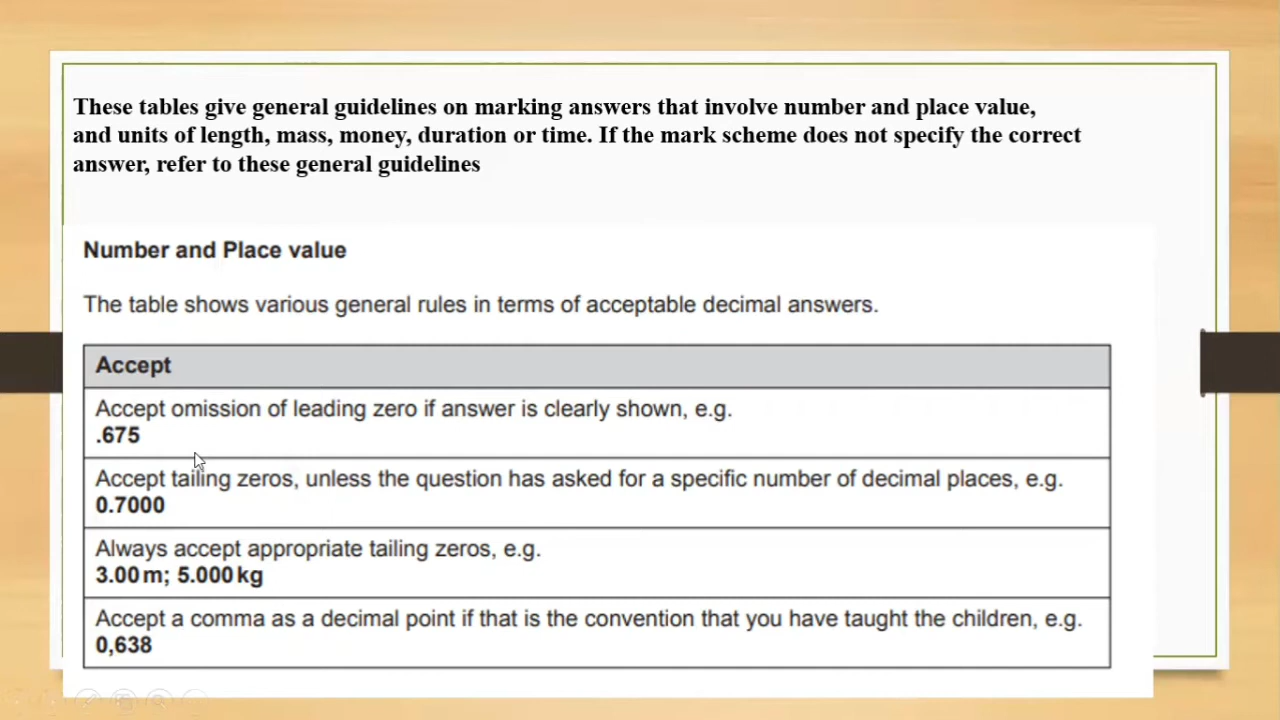 These tables give general guidelines on marking answers that involve number and place value,
and units of length, mass, money, duration or time. If the mark scheme does not specify the correct
answer, refer to these general guidelines
Number and Place value
The table shows various general rules in terms of acceptable decimal answers.
Accept
Accept omission of leading zero if answer is clearly shown, e.g.
.675
Accept tailing zeros, unless the question has asked for a specific number of decimal places, e.g.
0.7000
Always accept appropriate tailing zeros, e.g.
3.00 m; 5.000 kg
Accept a comma as a decimal point if that is the convention that you have taught the children, e.g.
0,638